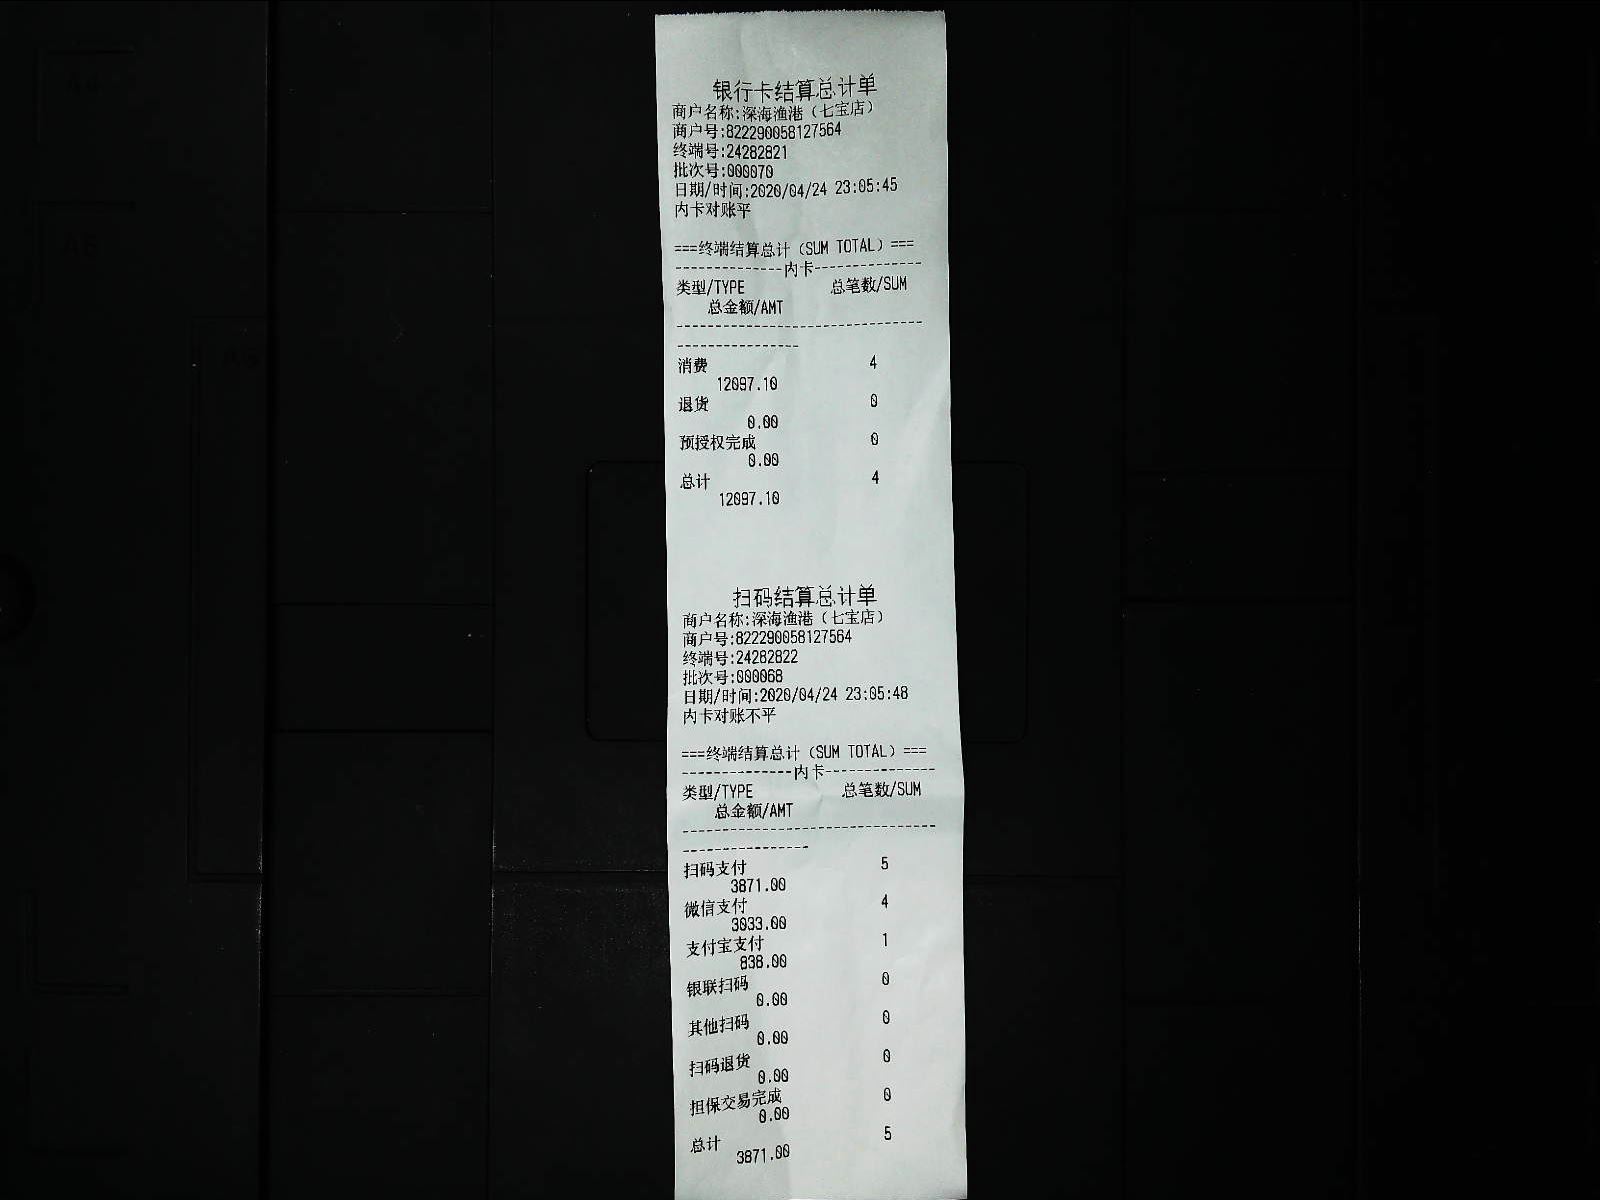 银行卡结算总计单
商户名称:深海渔港（七宝店）
商户号:822290058127564
终端号:24282821
批次号:000070
日期/时间:2020/04/24 23:05:45
内卡对账平
===终端结算总计（SUM TOTAL）===
--------------内卡--------------
类型/TYPE 总笔数/SUM
总金额/AMT
--------------------------------
----------------
消费 4
12097.10
退货 0
0.00
预授权完成 0
0.00
总计 4
12097.10
扫码结算总计单
商户名称:深海渔港（七宝店）
商户号:822290058127564
终端号:24282822
批次号:000068
日期/时间:2020/04/24 23:05:48
内卡对账不平
===终端结算总计（SUM TOTAL）===
--------------内卡--------------
类型/TYPE 总笔数/SUM
总金额/AMT
--------------------------------
----------------
扫码支付 5
3871.00
微信支付 4
3033.00
支付宝支付 1
838.00
银联扫码 0
0.00
其他扫码 0
0.00
扫码退货 0
0.00
担保交易完成 0
0.00
总计 5
3871.00